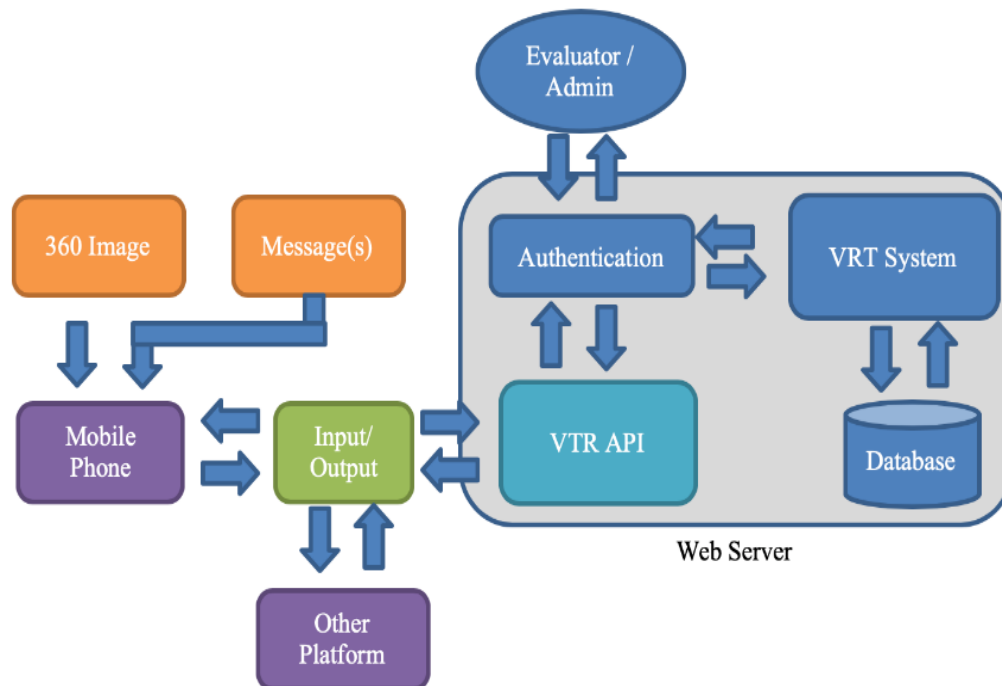 Evaluator /
Admin
360 Image
Message(s)
Authentication
VRT System
Mobile
Phone
Input/
Output
VTR API
Database
Web Server
Other
Platform